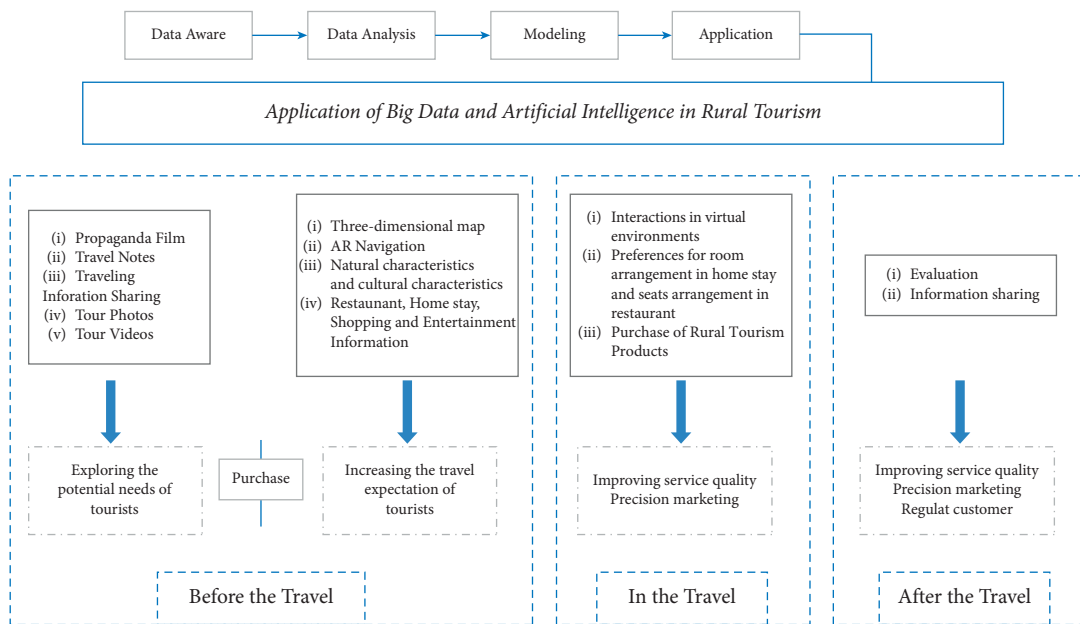 Data Aware
Data Analysis
Modeling
Application
Application of Big Data and Artificial Intelligence in Rural Tourism
(i) Propaganda Film
(ii) Travel Notes
(iii) Traveling
Inforation Sharing
(iv) Tour Photos
(v) Tour Videos
(i) Three-dimensional map
(ii) AR Navigation
(iii) Natural characteristics
and cultural characteristics
(iv) Restaunant, Home stay,
Shopping and Entertainment
Information
(i) Interactions in virtual
environments
(ii) Preferences for room
arrangement in home stay
and seats arrangement in
restaurant
(iii) Purchase of Rural Tourism
Products
(i) Evaluation
(ii) Information sharing
Exploring the
potential needs of
tourists
Purchase
Increasing the travel
expectation of
tourists
Improving service quality
Precision marketing
Improving service quality
Precision marketing
Regulat customer
Before the Travel
In the Travel
After the Travel